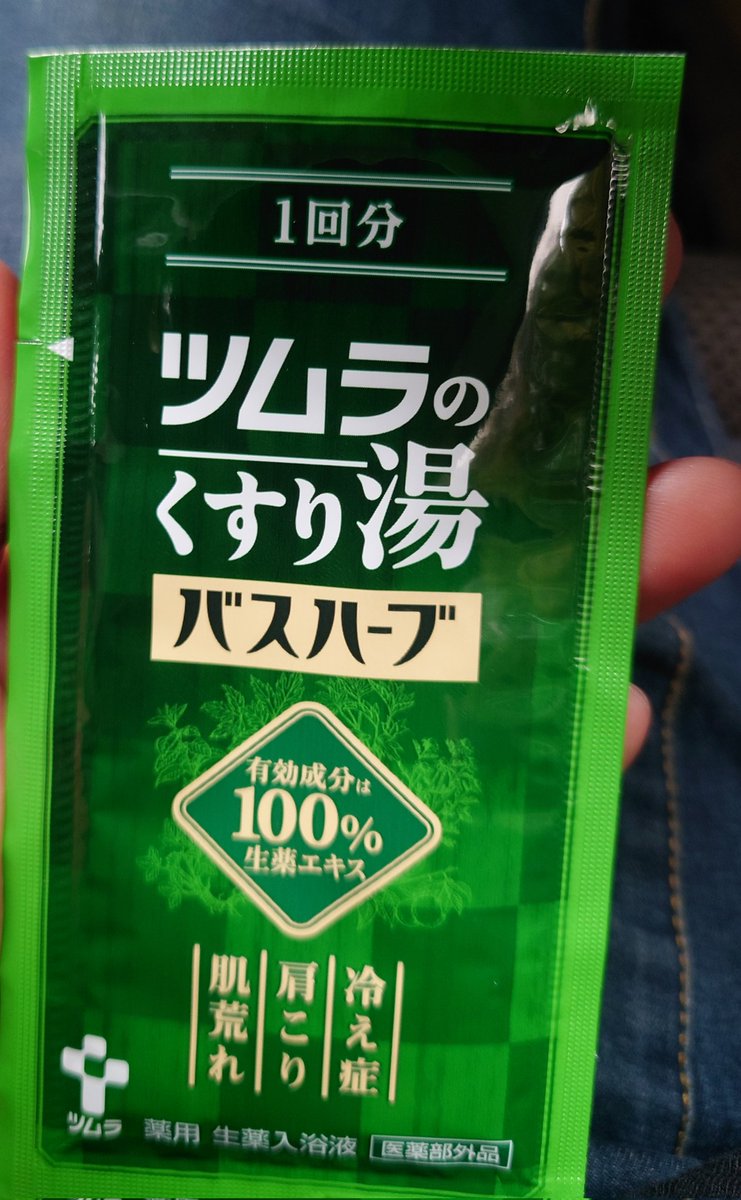 1回分
ツムラの
くすり湯
バスハーブ
有効成分は
100%
生薬エキス
冷え症
肩こり
肌荒れ
ツムラ
薬用 生薬入浴液 医薬部外品